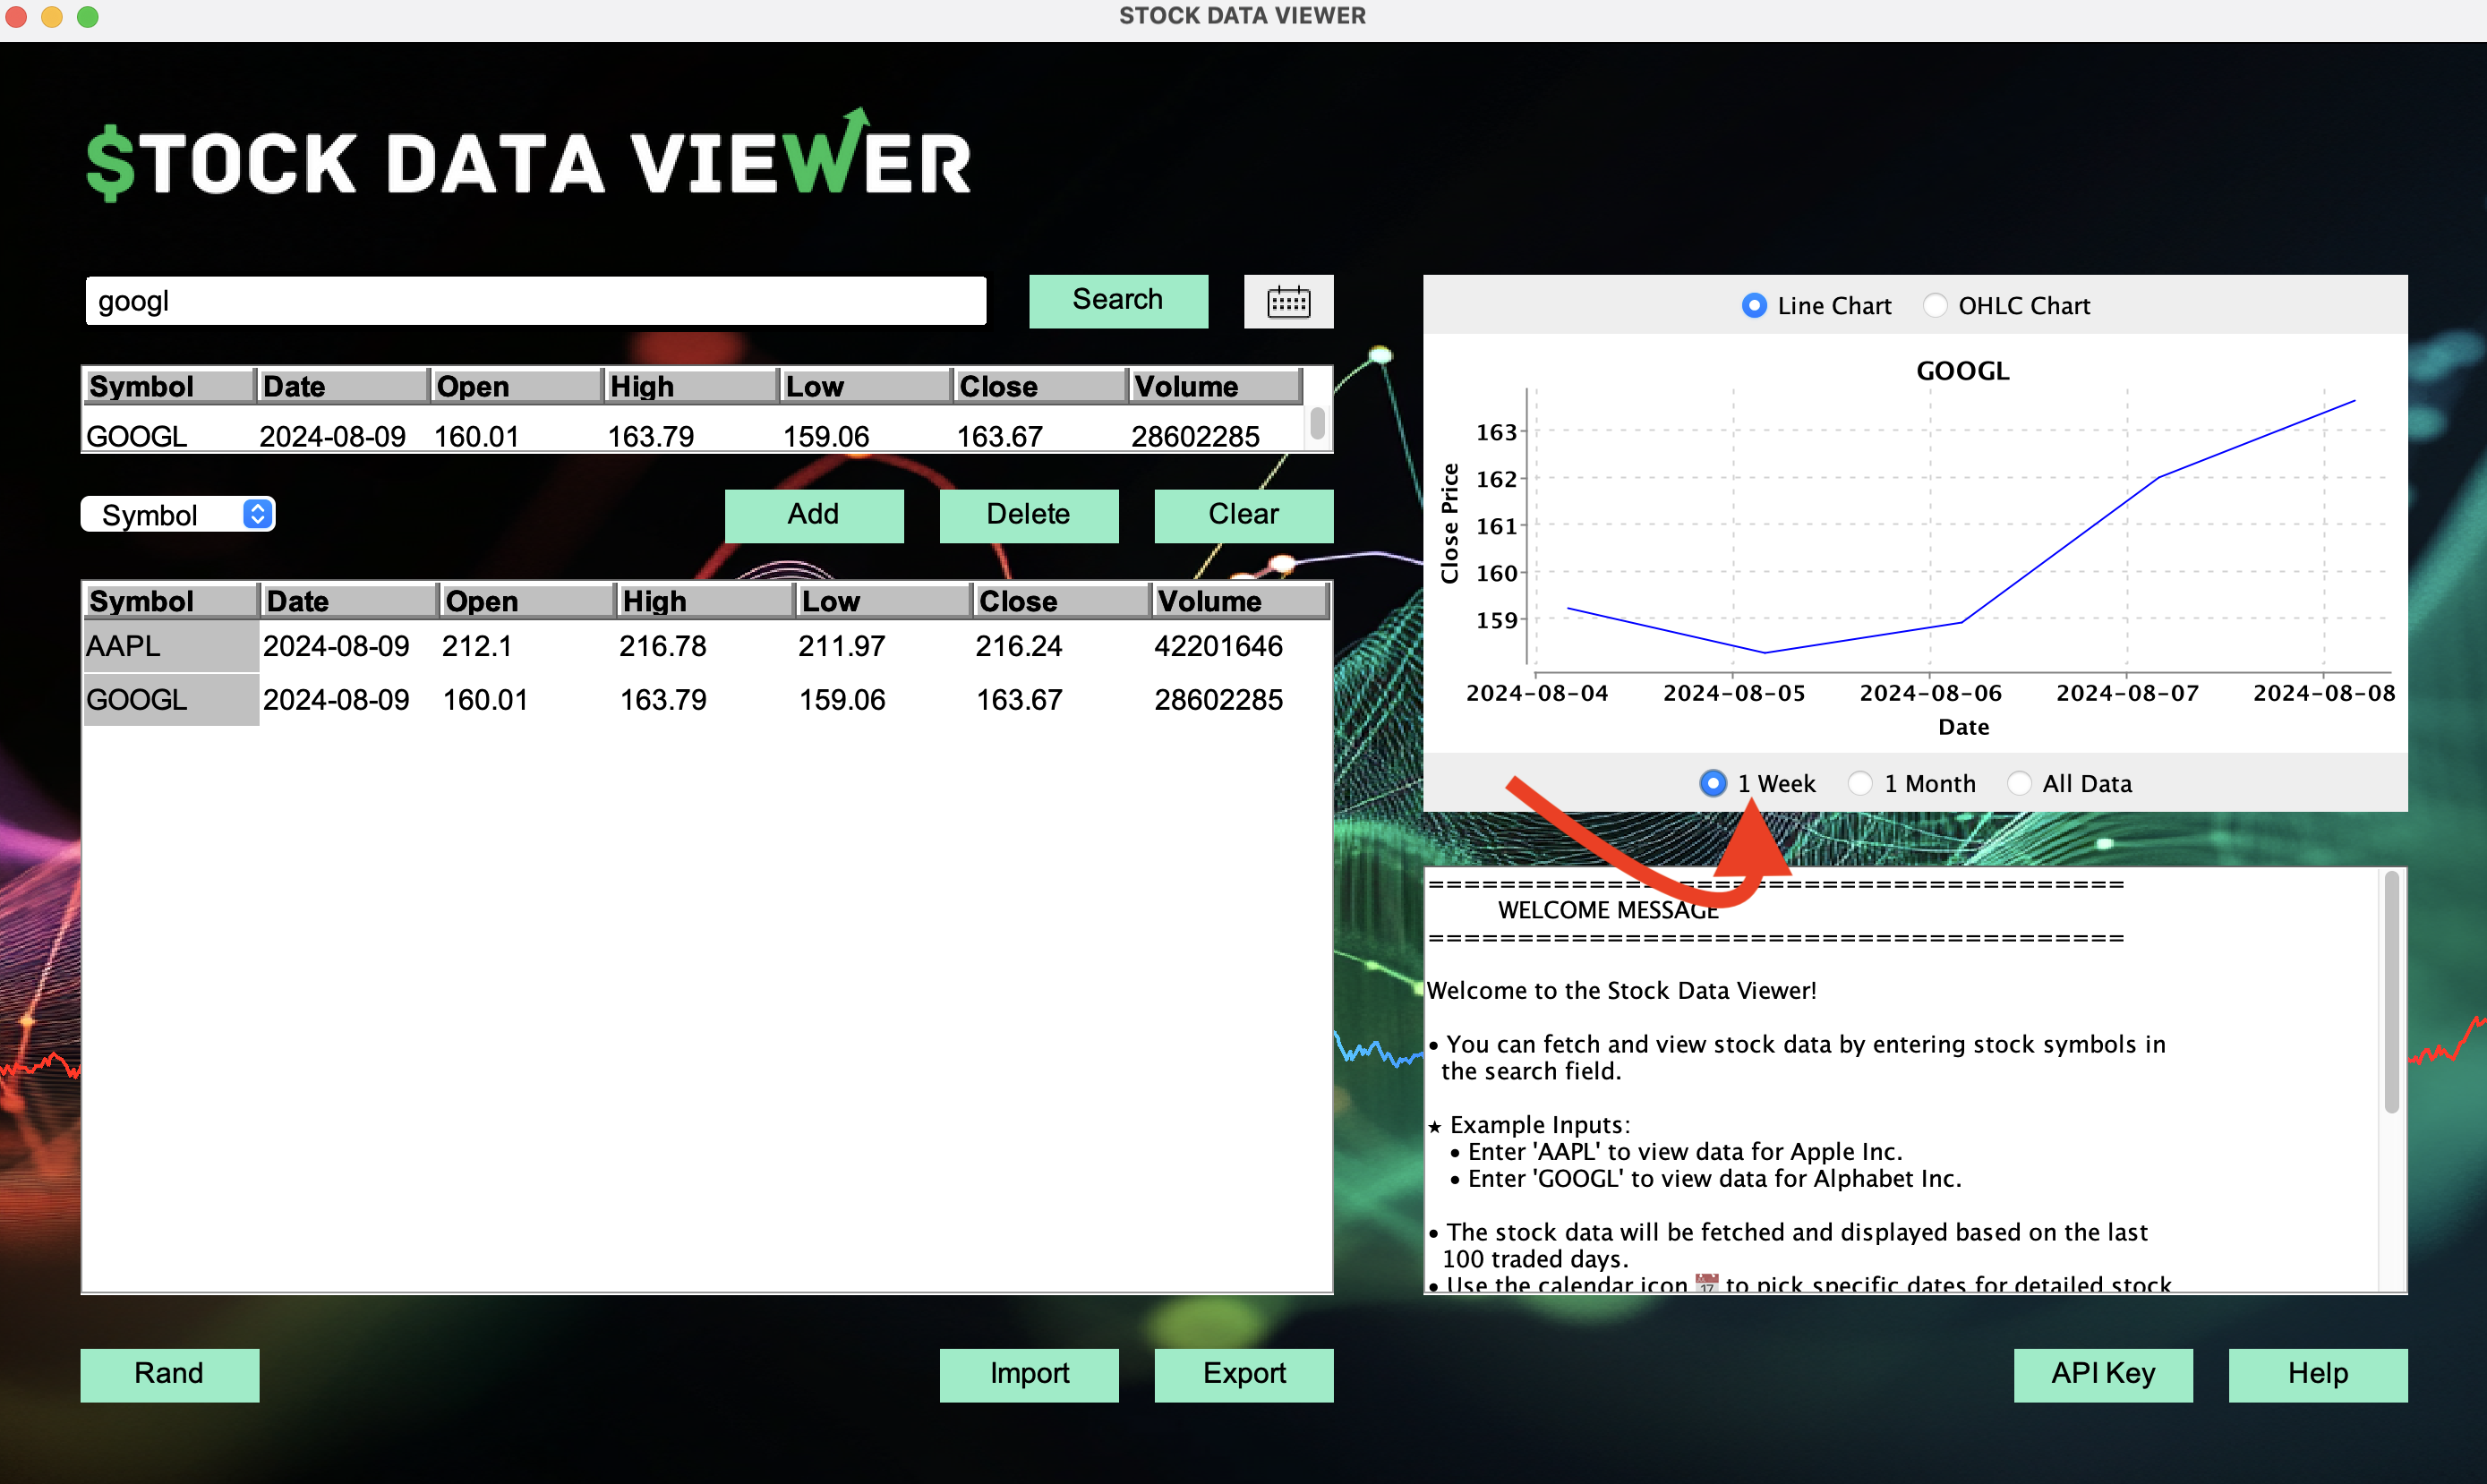 STOCK DATA VIEWER
$TOCK DATA VIEWER
googl
Search
Symbol Date Open High Low Close Volume
GOOGL 2024-08-09 160.01 163.79 159.06 163.67 28602285
Symbol
Add Delete Clear
Symbol Date Open High Low Close Volume
AAPL 2024-08-09 212.1 216.78 211.97 216.24 42201646
GOOGL 2024-08-09 160.01 163.79 159.06 163.67 28602285
Rand
Import Export
Line Chart OHLC Chart
GOOGL
Close Price
163
162
161
160
159
2024-08-04 2024-08-05 2024-08-06 2024-08-07 2024-08-08
Date
1 Week 1 Month All Data
=======================================
WELCOME MESSAGE
=======================================
Welcome to the Stock Data Viewer!
• You can fetch and view stock data by entering stock symbols in
the search field.
★ Example Inputs:
• Enter 'AAPL' to view data for Apple Inc.
• Enter 'GOOGL' to view data for Alphabet Inc.
• The stock data will be fetched and displayed based on the last
100 traded days.
• Use the calendar icon 📅 to pick specific dates for detailed stock
API Key Help